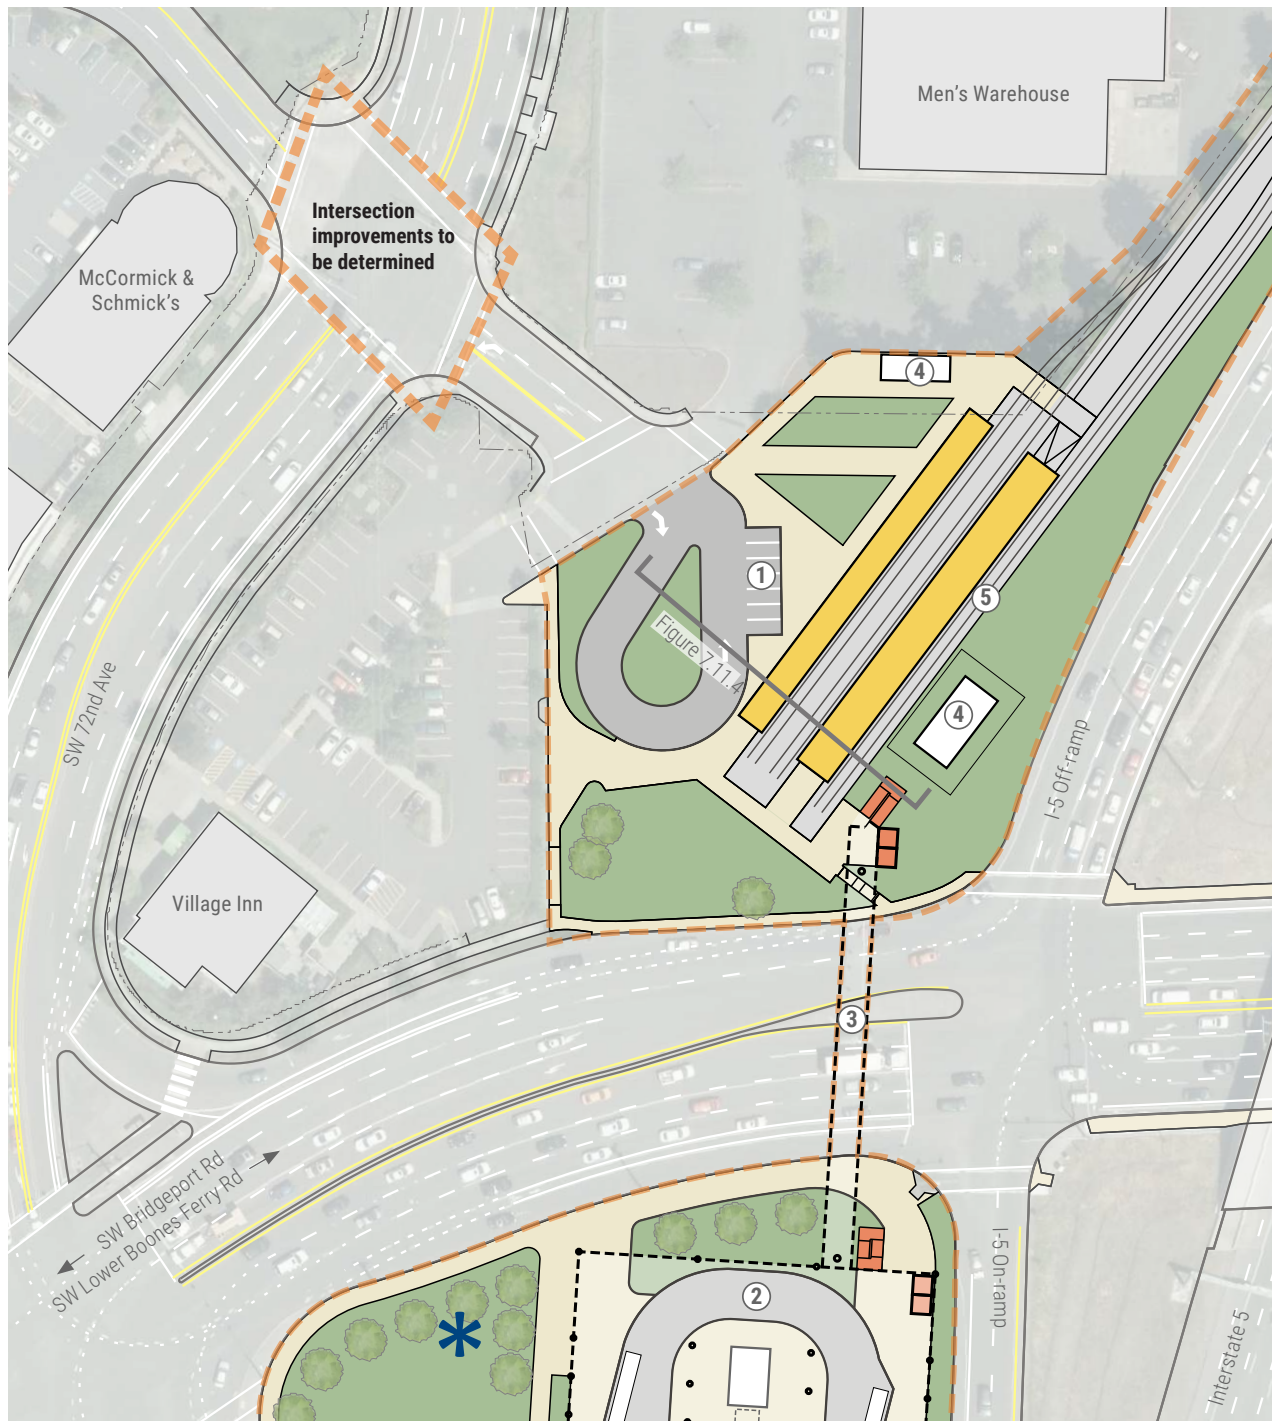 Men's Warehouse
Intersection
improvements to
be determined
McCormick &
Schmick's
4
1
5
Figure 7.11.4
4
SW 72nd Ave
I-5 Off-ramp
Village Inn
3
SW Bridgeport Rd
SW Lower Boones Ferry Rd
I-5 On-ramp
2
*
Interstate 5